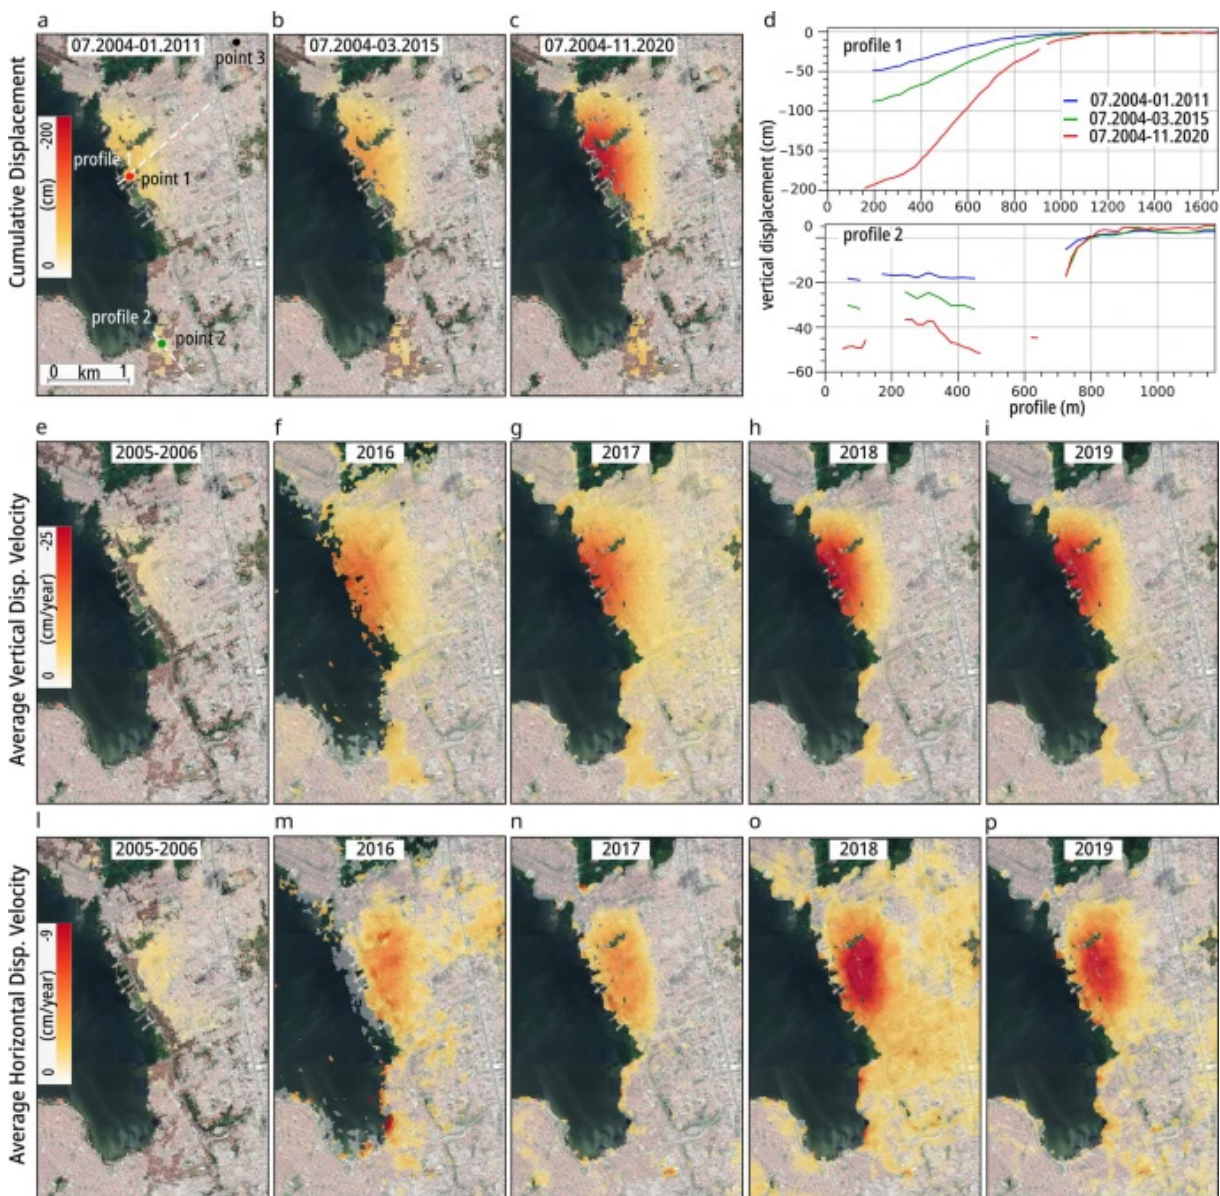 a
b
c
d
Cumulative Displacement
07.2004-01.2011
07.2004-03.2015
07.2004-11.2020
point 3
-200
(cm)
0
profile 1
point 1
profile 2
point 2
0 km 1
vertical displacement (cm)
profile 1
07.2004-01.2011
07.2004-03.2015
07.2004-11.2020
0
−50
−100
−150
−200
0 200 400 600 800 1000 1200 1400 1600
profile 2
0
−20
−40
−60
0 200 400 600 800 1000
profile (m)
e
f
g
h
i
Average Vertical Disp. Velocity
2005-2006
2016
2017
2018
2019
-25
(cm/year)
0
l
m
n
o
p
Average Horizontal Disp. Velocity
2005-2006
2016
2017
2018
2019
-9
(cm/year)
0